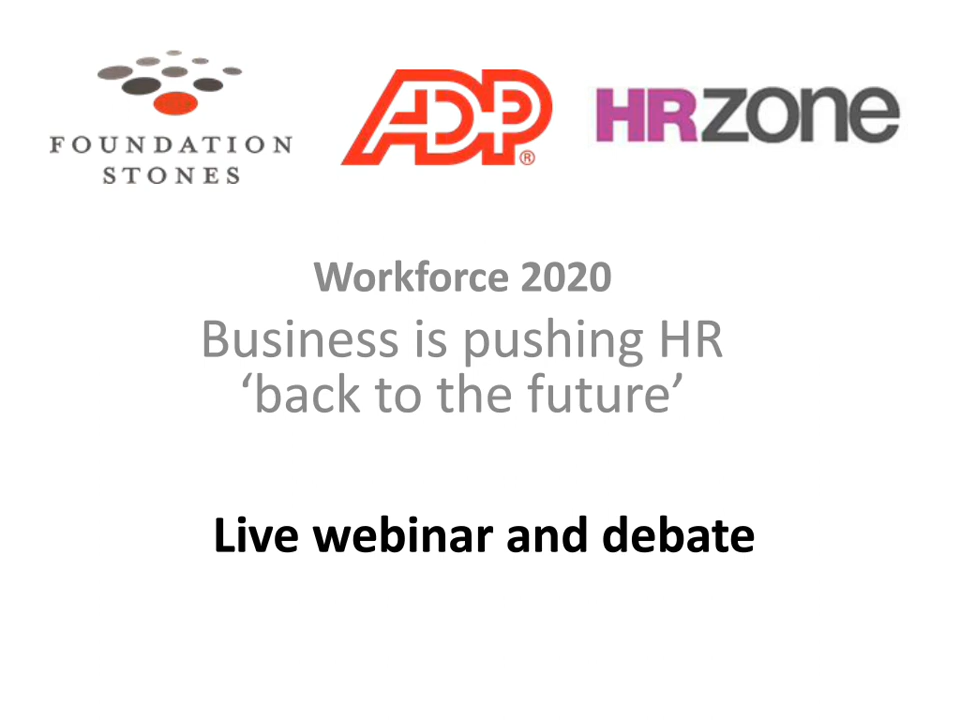 FOUNDATION
STONES
ADP®
HRZONE
Workforce 2020
Business is pushing HR
‘back to the future’
Live webinar and debate